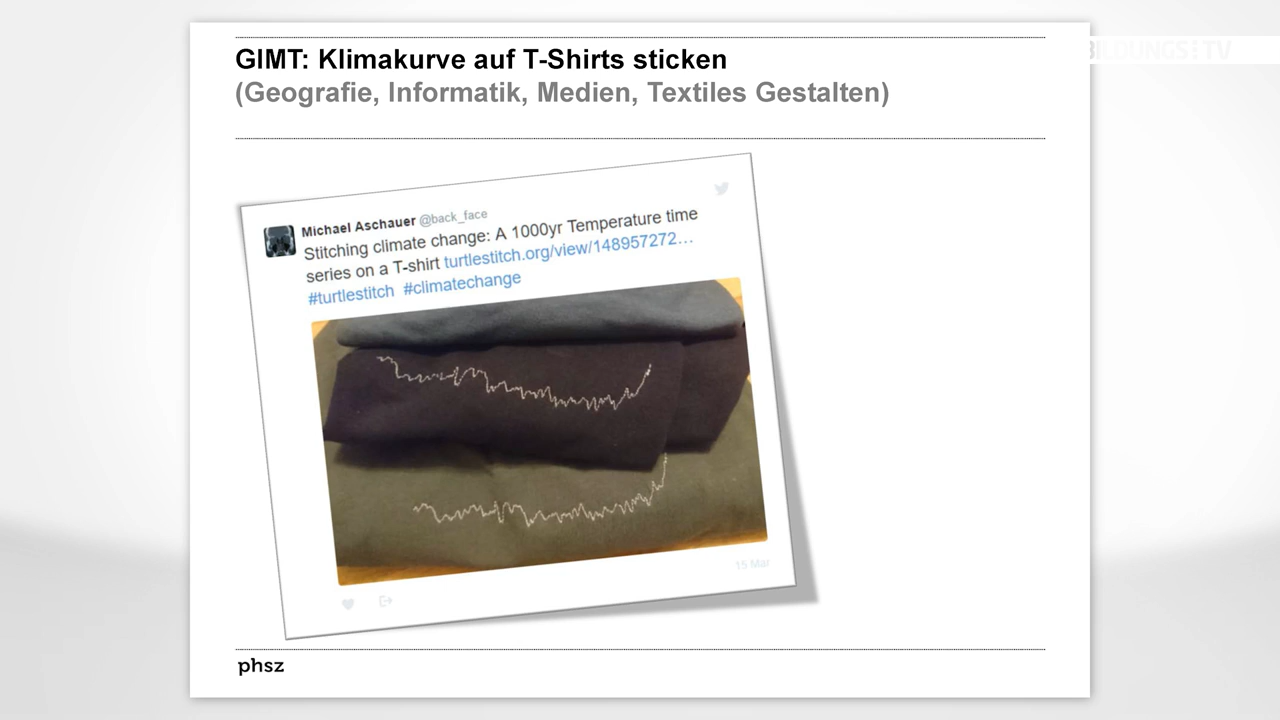 GIMT: Klimakurve auf T-Shirts sticken
BILDUNGS TV
(Geografie, Informatik, Medien, Textiles Gestalten)
Michael Aschauer @back_face
Stitching climate change: A 1000yr Temperature time
series on a T-shirt turtlestitch.org/view/148957272…
#turtlestitch #climatechange
15 Mar
phsz